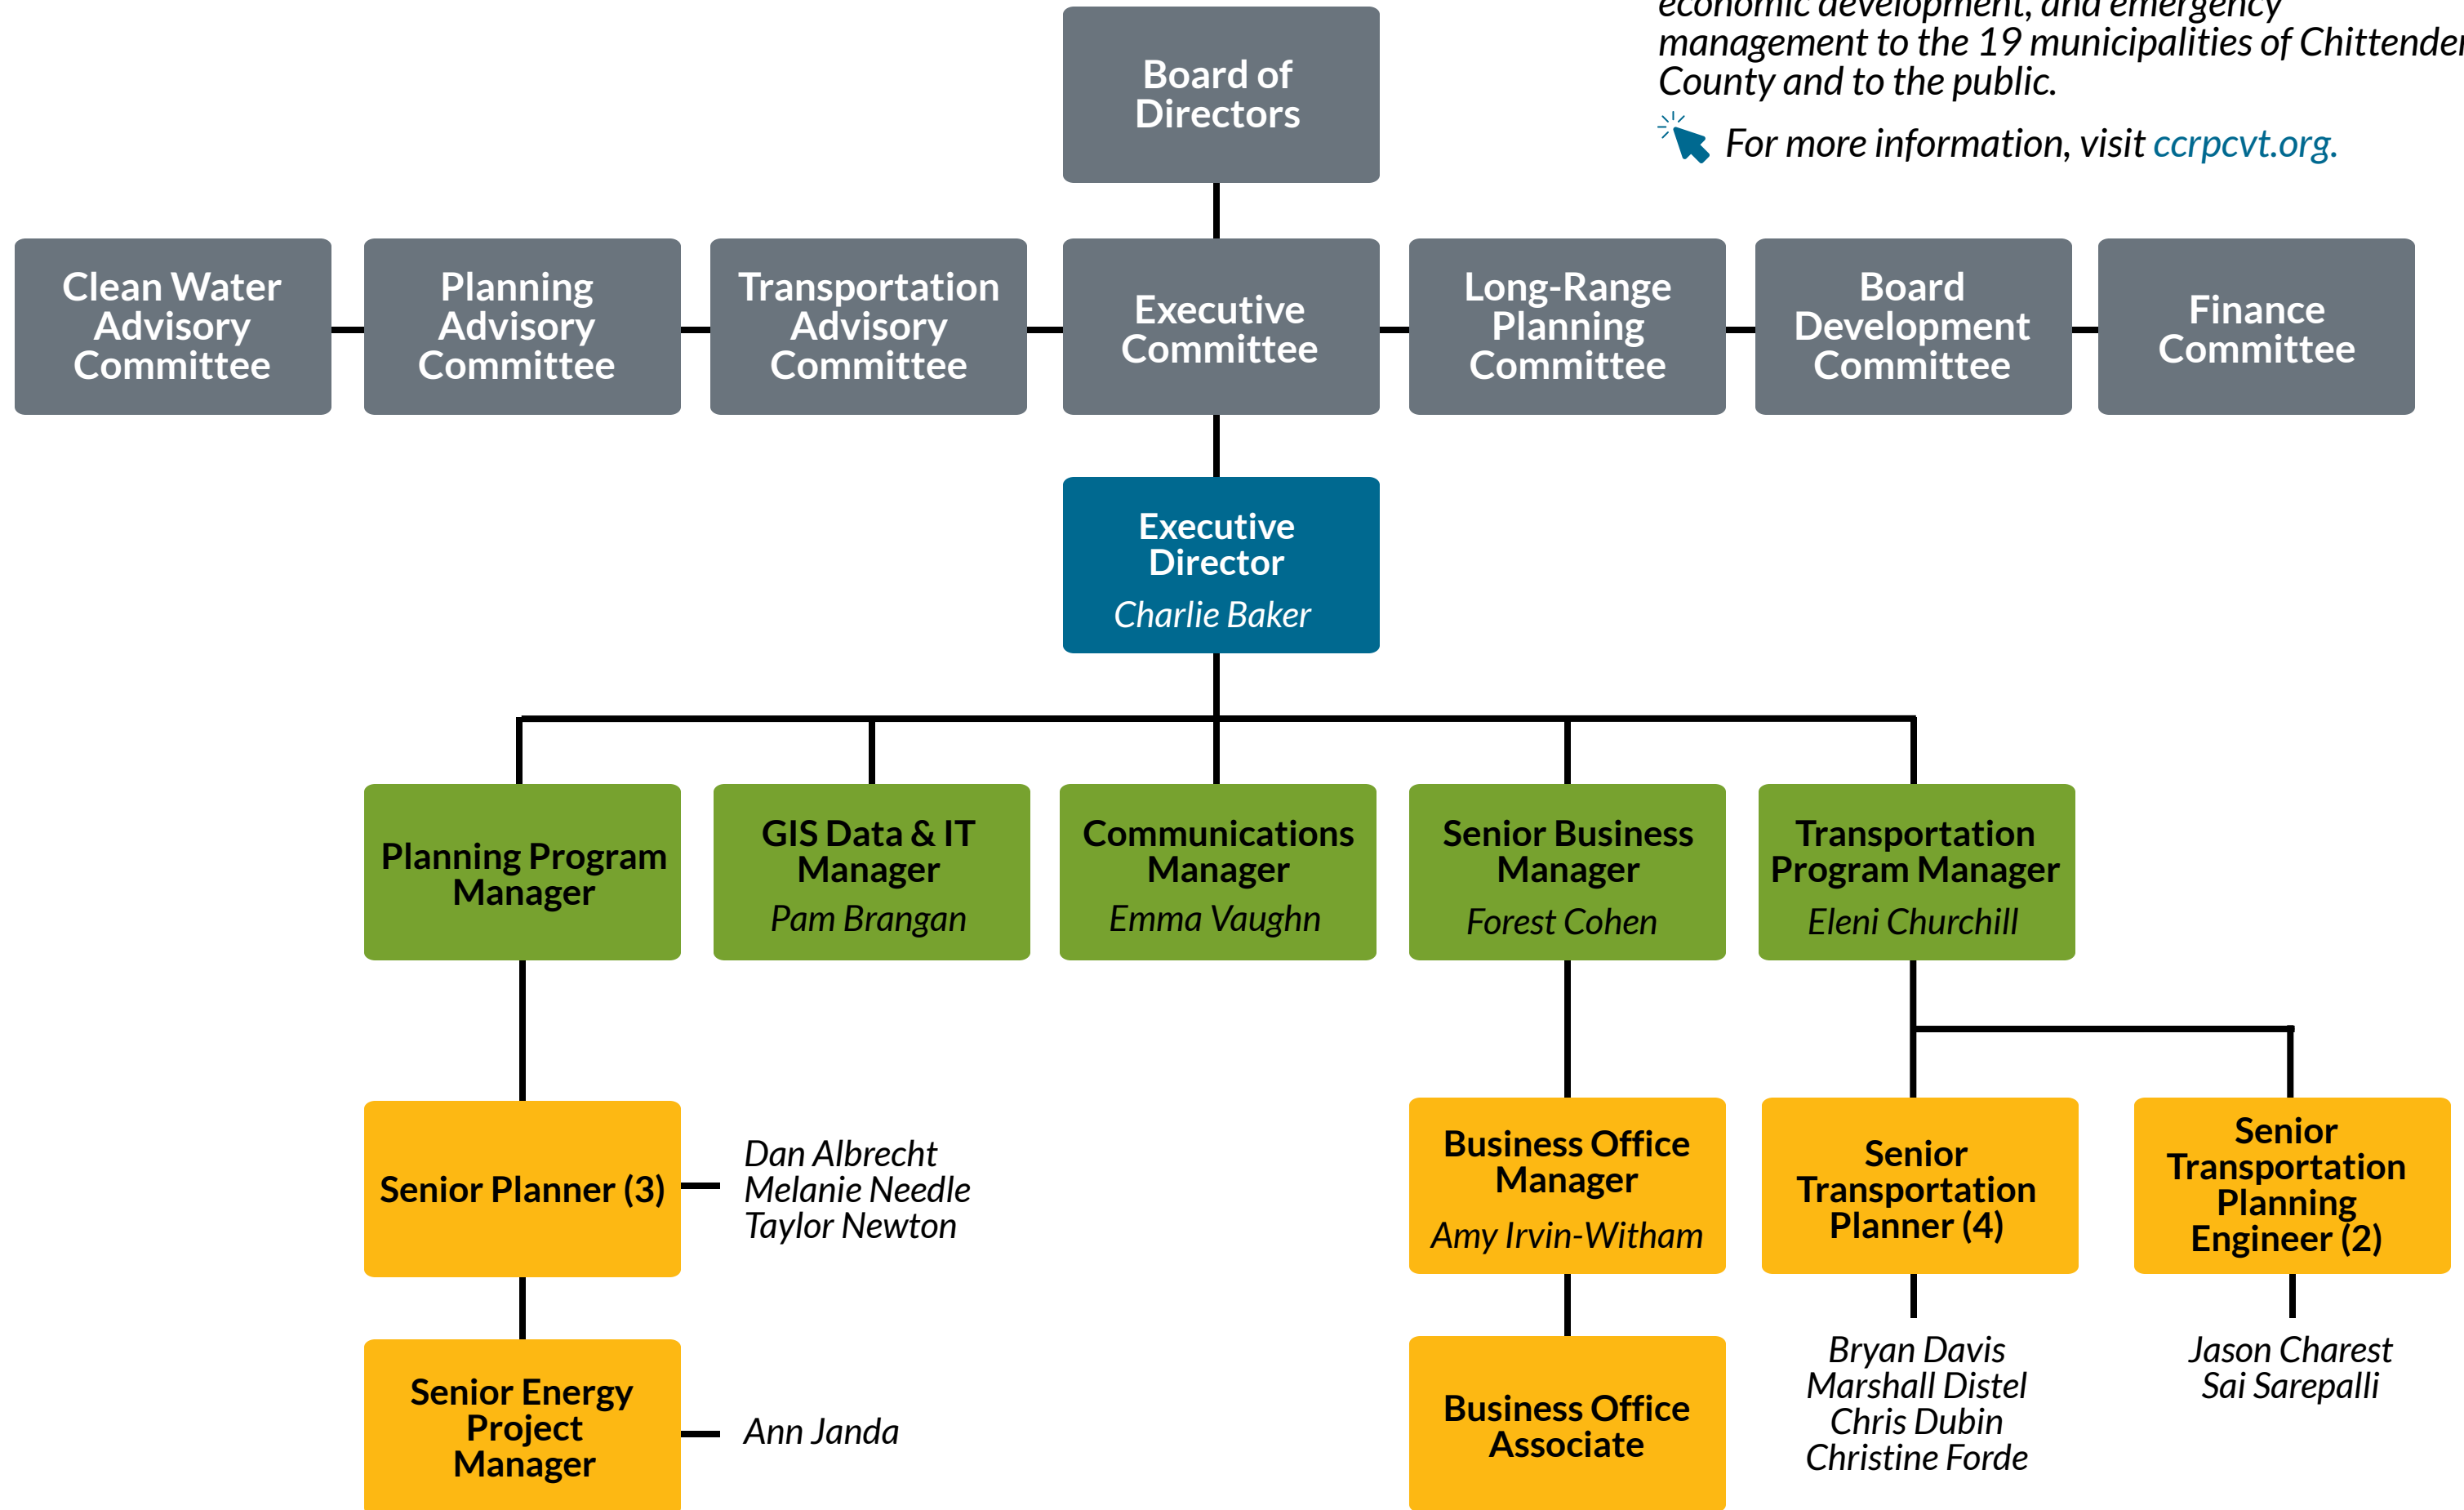 economic development, and emergency
management to the 19 municipalities of Chittenden
County and to the public.
For more information, visit ccrpcvt.org.
Board of
Directors
Clean Water
Advisory
Committee
Planning
Advisory
Committee
Transportation
Advisory
Committee
Executive
Committee
Long-Range
Planning
Committee
Board
Development
Committee
Finance
Committee
Executive
Director
Charlie Baker
Planning Program
Manager
GIS Data & IT
Manager
Pam Brangan
Communications
Manager
Emma Vaughn
Senior Business
Manager
Forest Cohen
Transportation
Program Manager
Eleni Churchill
Senior Planner (3)
Dan Albrecht
Melanie Needle
Taylor Newton
Business Office
Manager
Amy Irvin-Witham
Senior
Transportation
Planner (4)
Senior
Transportation
Planning
Engineer (2)
Senior Energy
Project
Manager
Ann Janda
Business Office
Associate
Bryan Davis
Marshall Distel
Chris Dubin
Christine Forde
Jason Charest
Sai Sarepalli